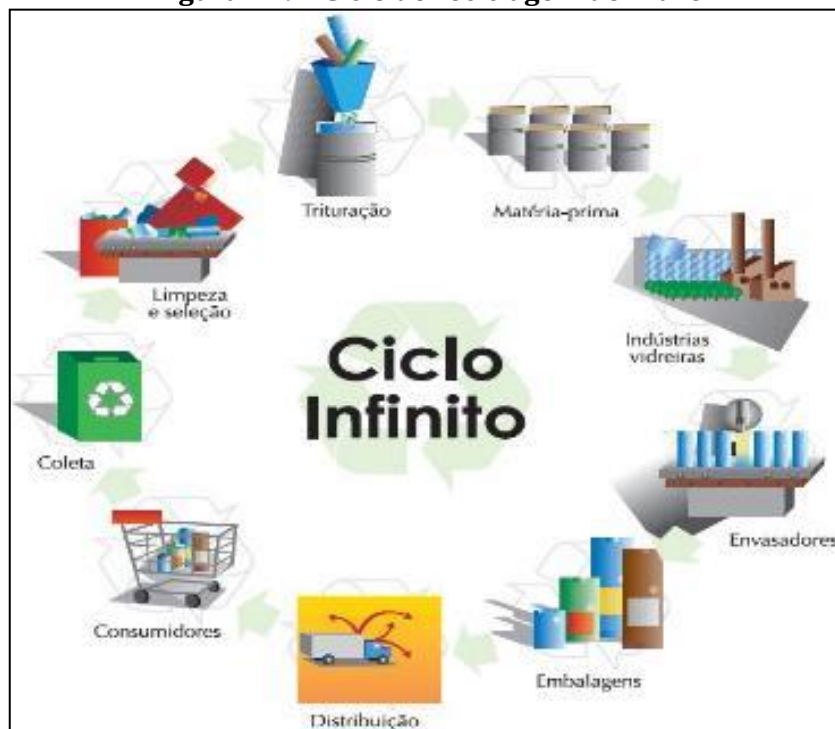 Trituração
Matéria-prima
Limpeza
e seleção
Indústrias
vidreiras
Ciclo
Infinito
Coleta
Envasadores
Consumidores
Embalagens
Distribuição